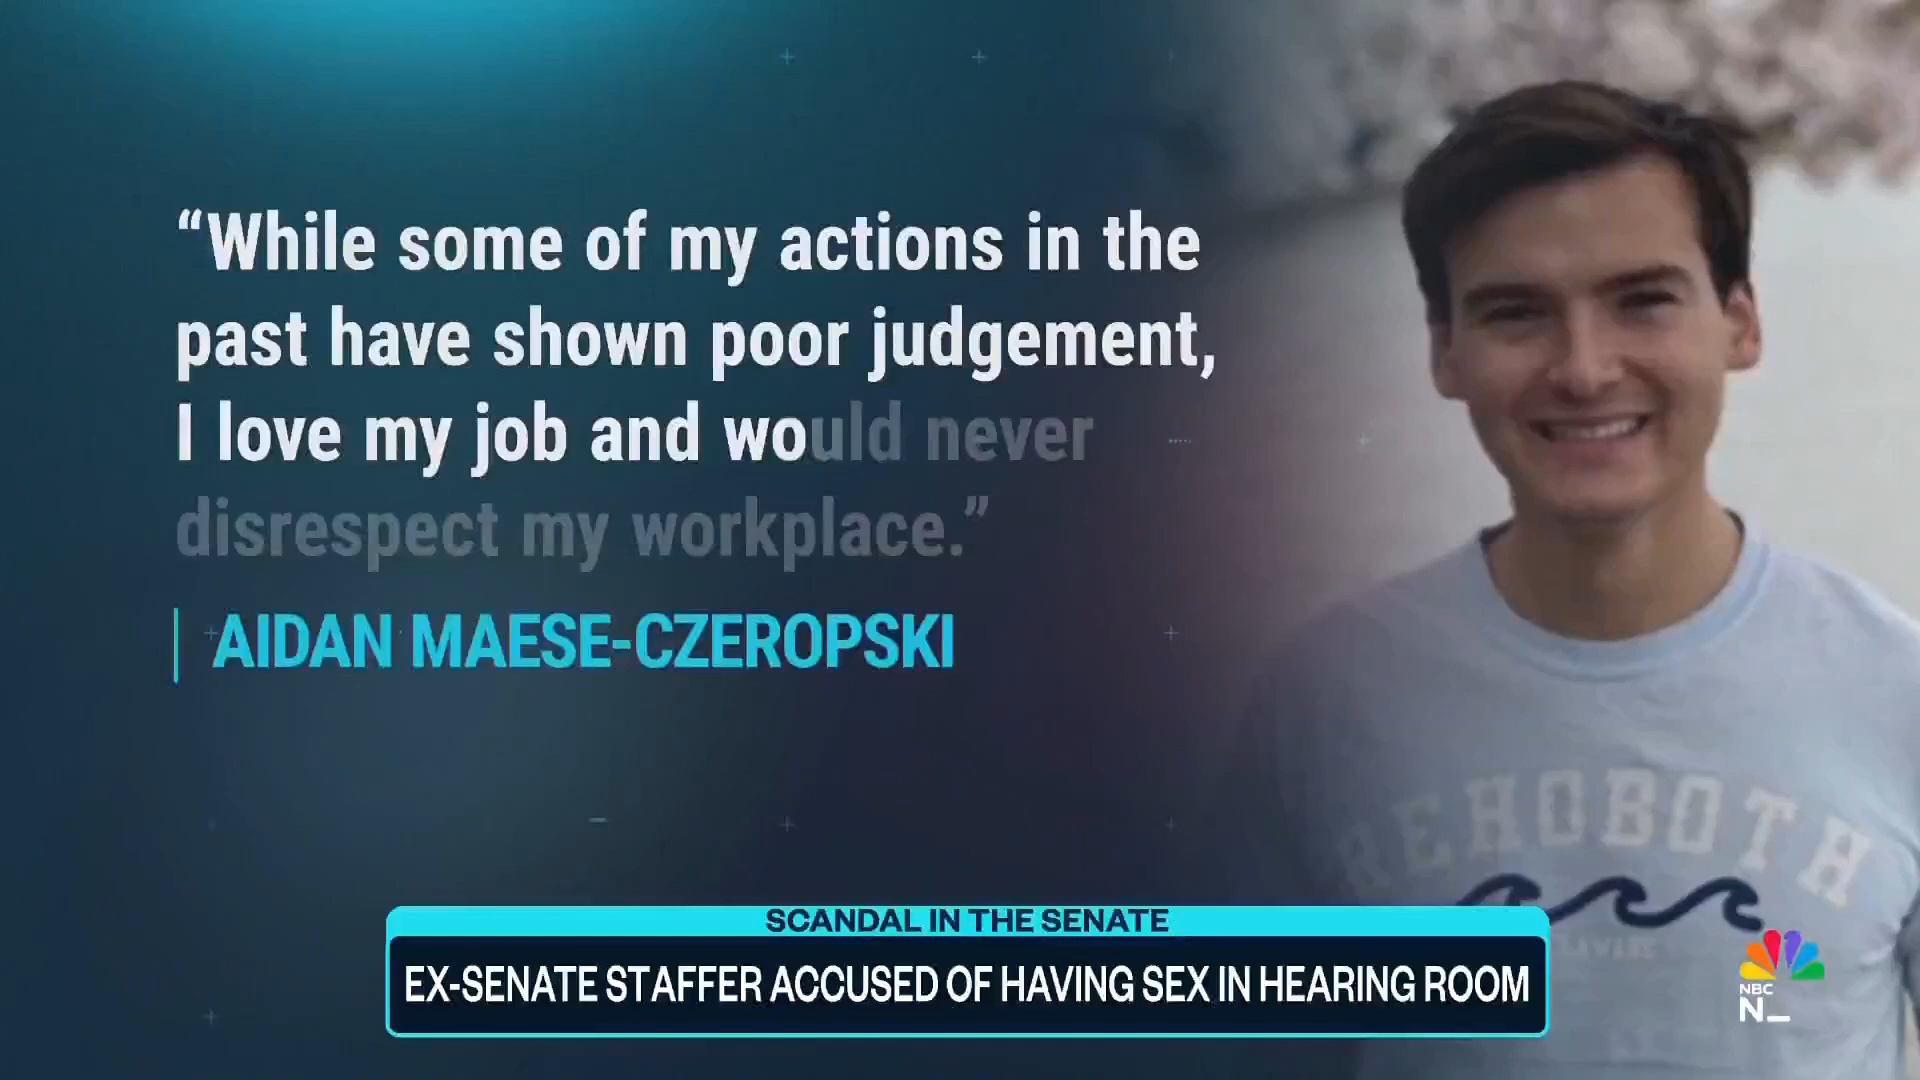 “While some of my actions in the
past have shown poor judgement,
I love my job and would never
disrespect my workplace.”
AIDAN MAESE-CZEROPSKI
REHOBOTH
SCANDAL IN THE SENATE
EX-SENATE STAFFER ACCUSED OF HAVING SEX IN HEARING ROOM
NBC
N_